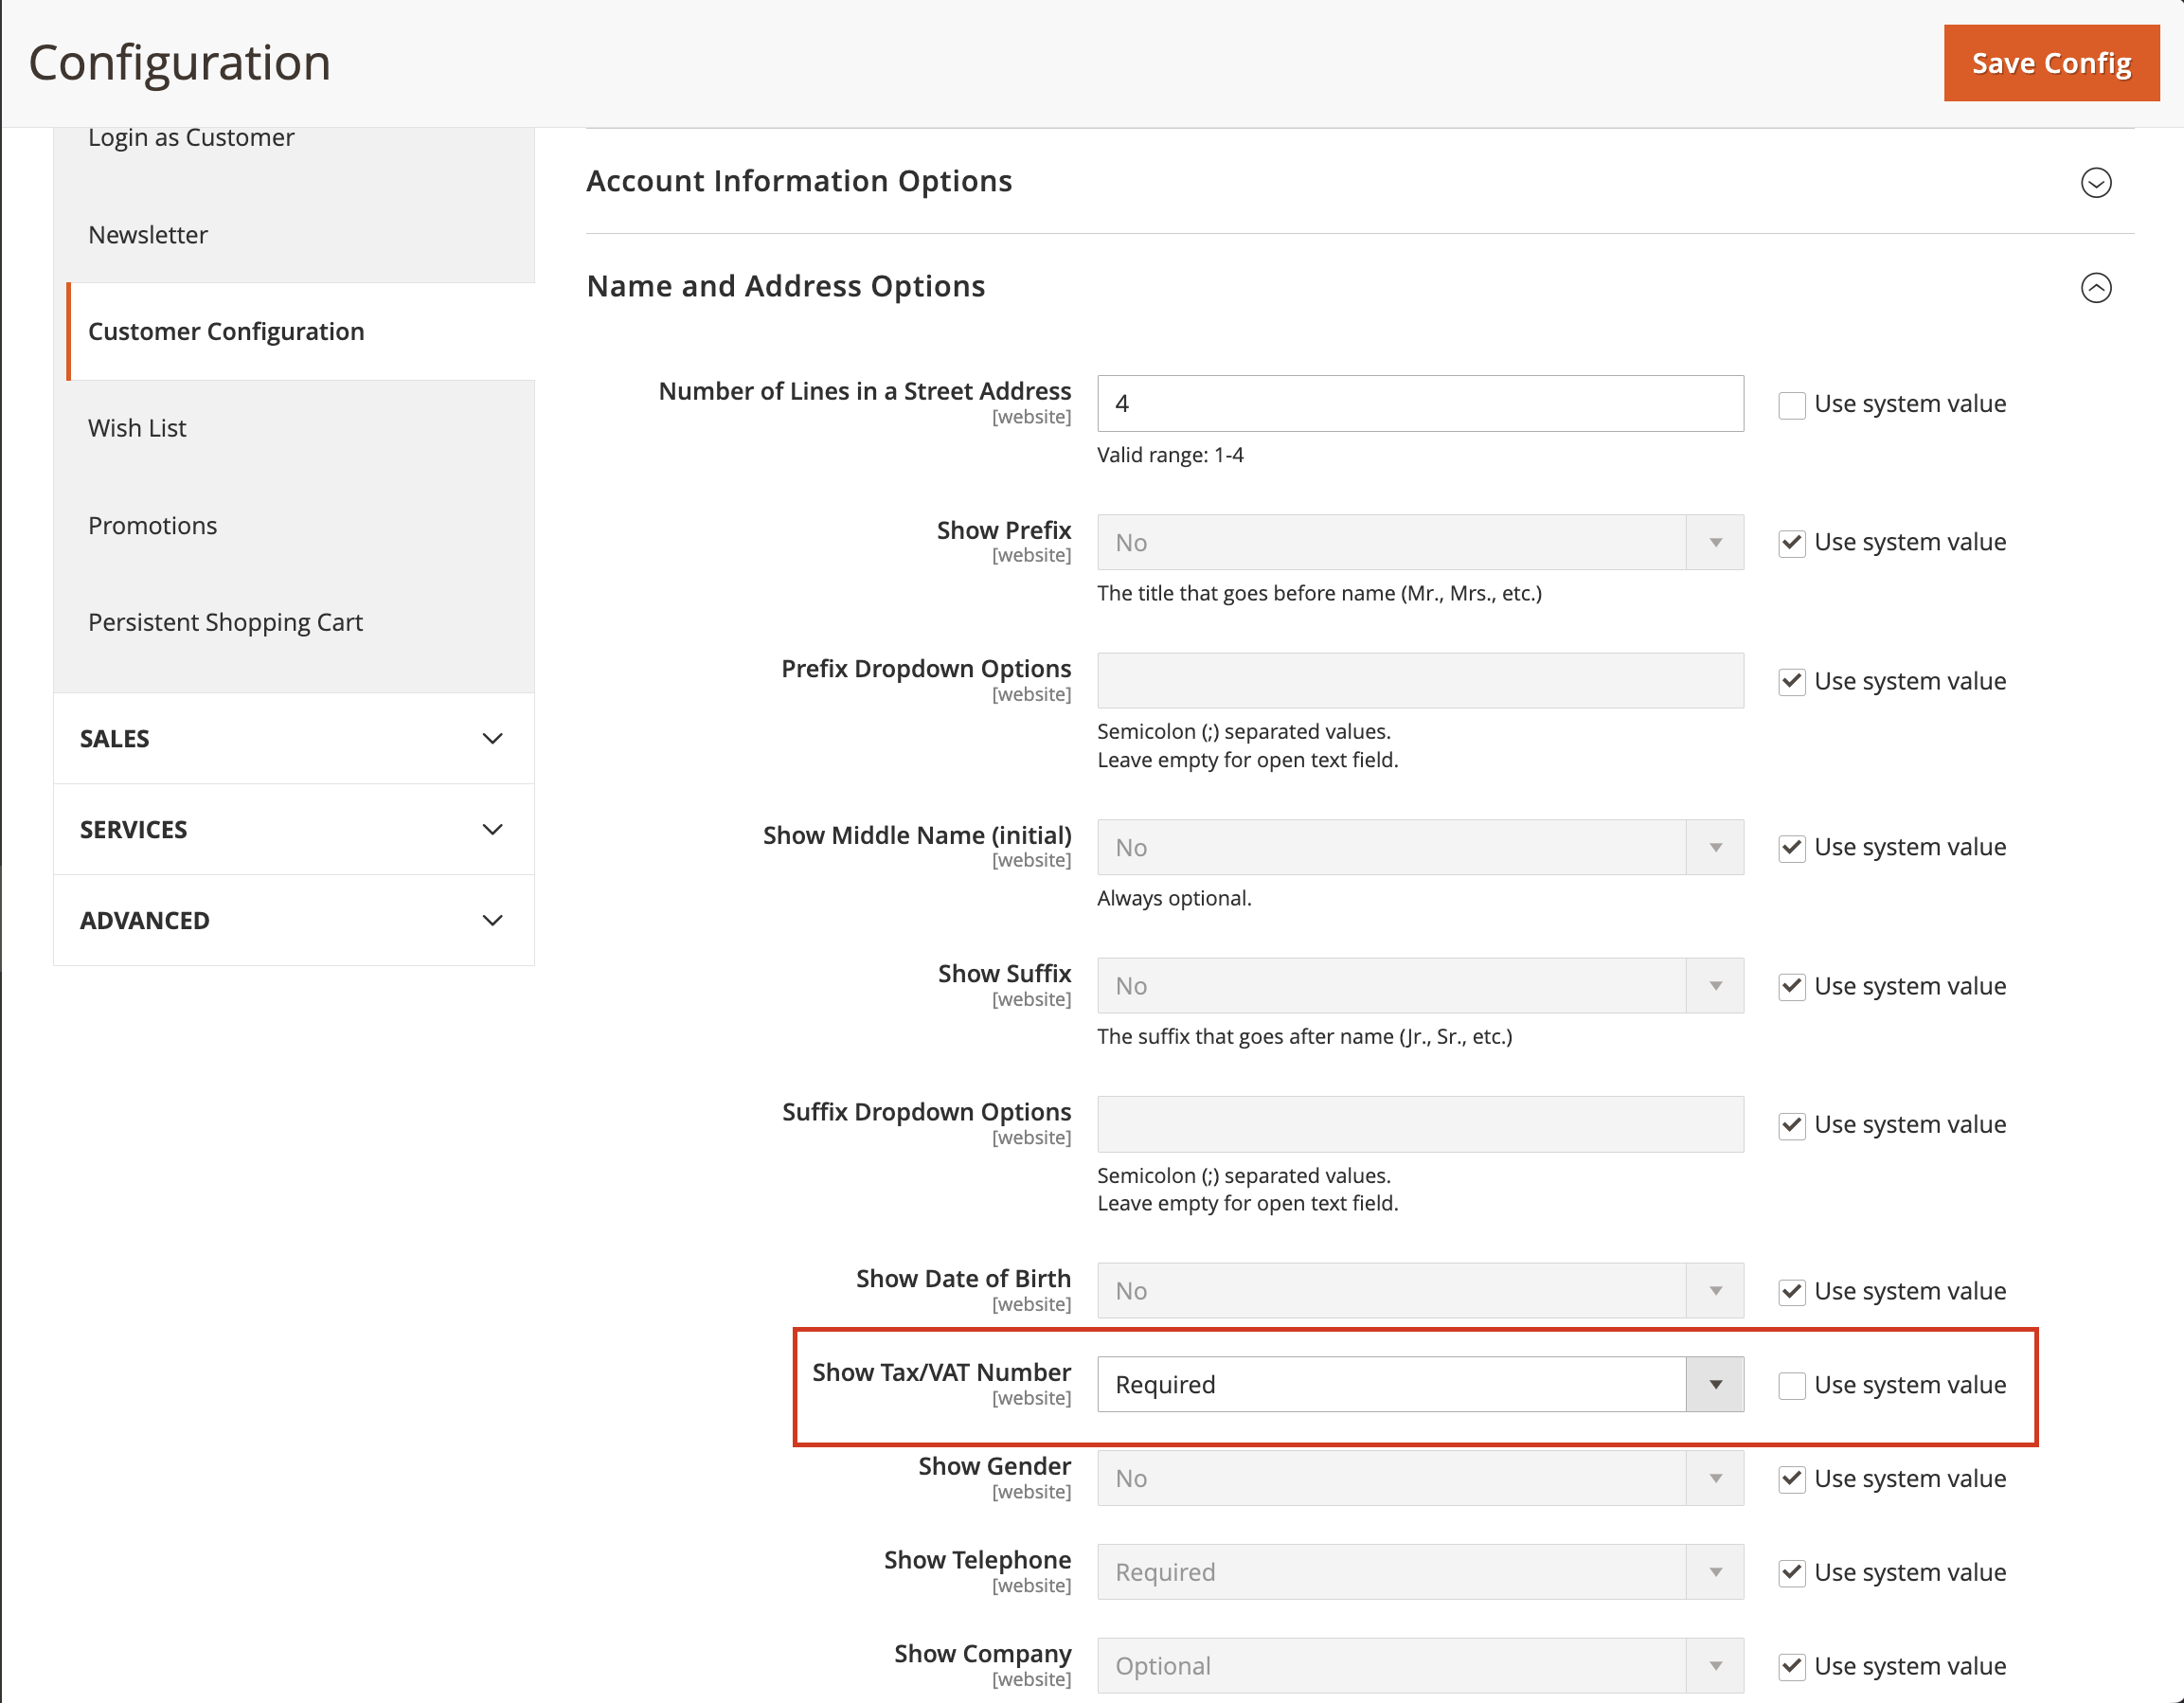 Configuration
Save Config
Login as Customer
Newsletter
Customer Configuration
Wish List
Promotions
Persistent Shopping Cart
SALES
SERVICES
ADVANCED
Account Information Options
Name and Address Options
Number of Lines in a Street Address
[website]
4
Use system value
Valid range: 1-4
Show Prefix
[website]
No
Use system value
The title that goes before name (Mr., Mrs., etc.)
Prefix Dropdown Options
[website]
Use system value
Semicolon (;) separated values.
Leave empty for open text field.
Show Middle Name (initial)
[website]
No
Use system value
Always optional.
Show Suffix
[website]
No
Use system value
The suffix that goes after name (Jr., Sr., etc.)
Suffix Dropdown Options
[website]
Use system value
Semicolon (;) separated values.
Leave empty for open text field.
Show Date of Birth
[website]
No
Use system value
Show Tax/VAT Number
[website]
Required
Use system value
Show Gender
[website]
No
Use system value
Show Telephone
[website]
Required
Use system value
Show Company
[website]
Optional
Use system value